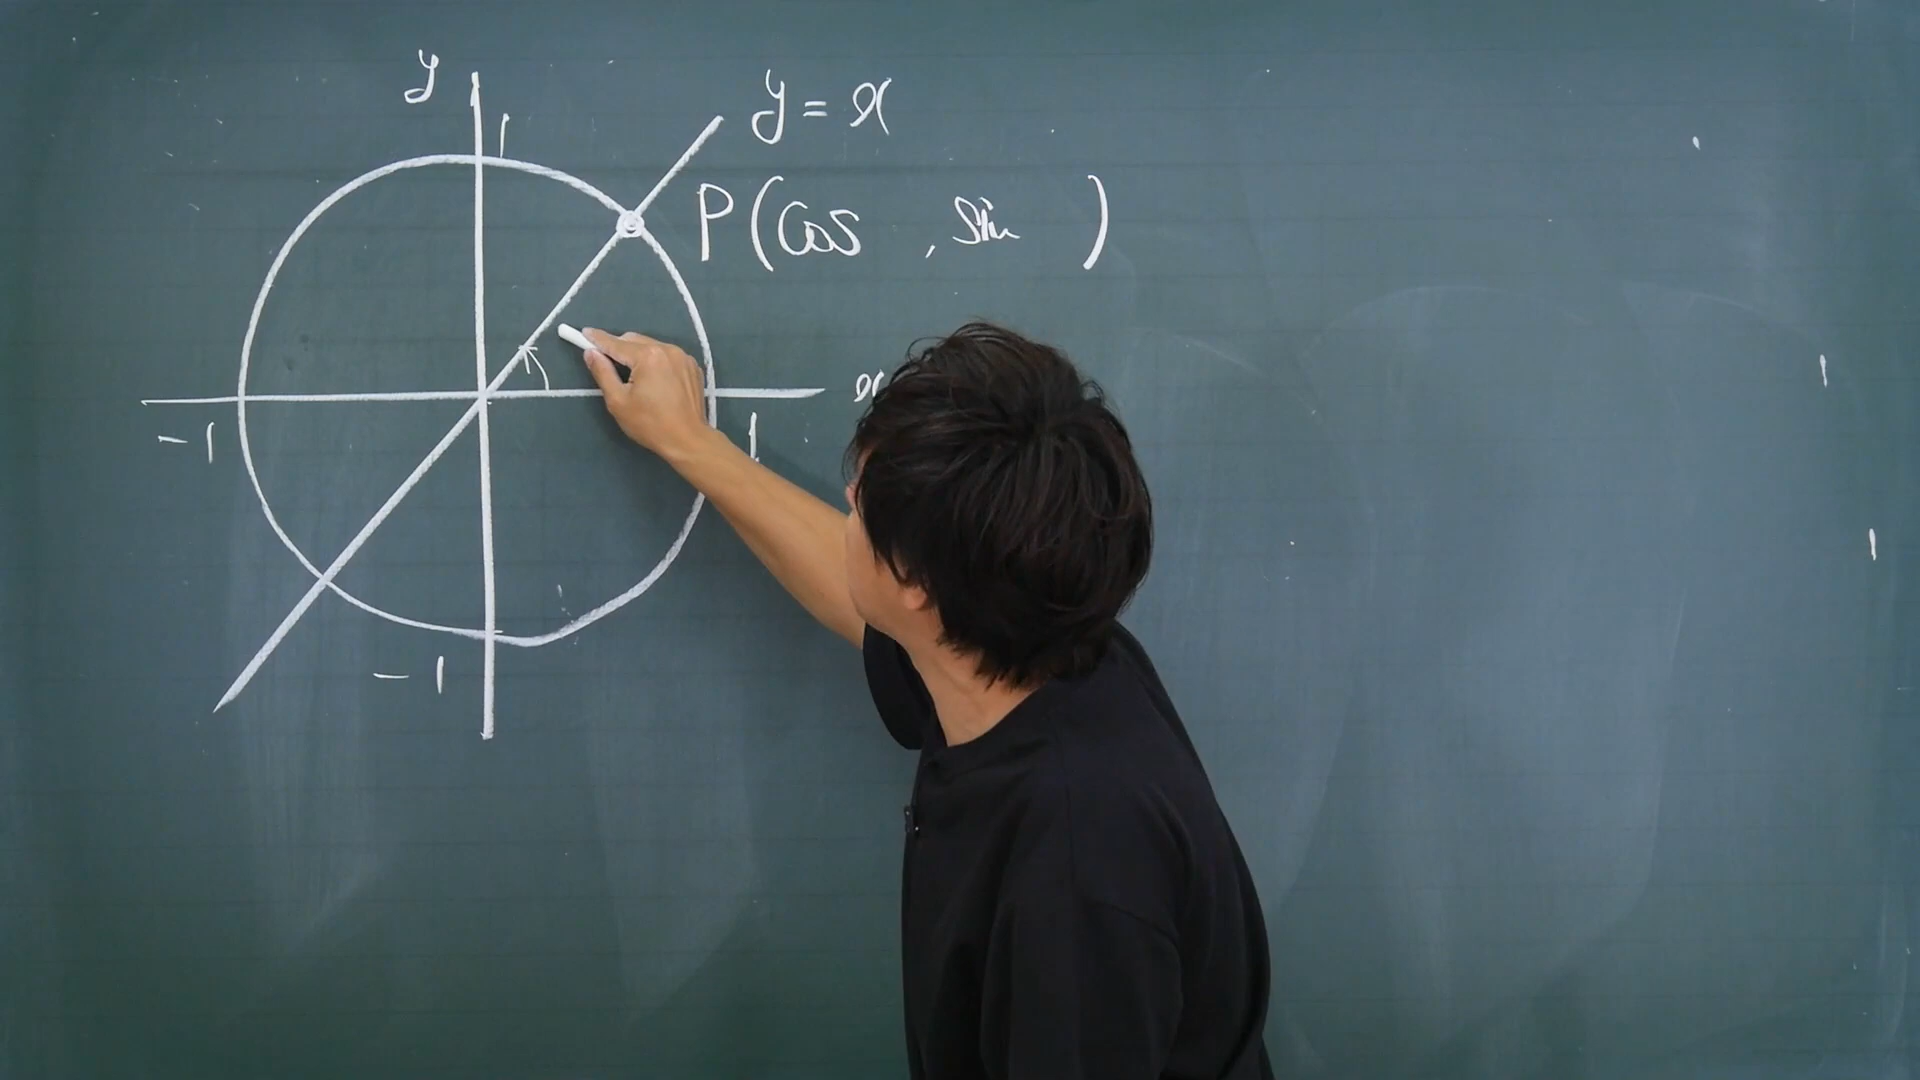 y
1
y = x
P(cos , sin )
x
-1
1
-1